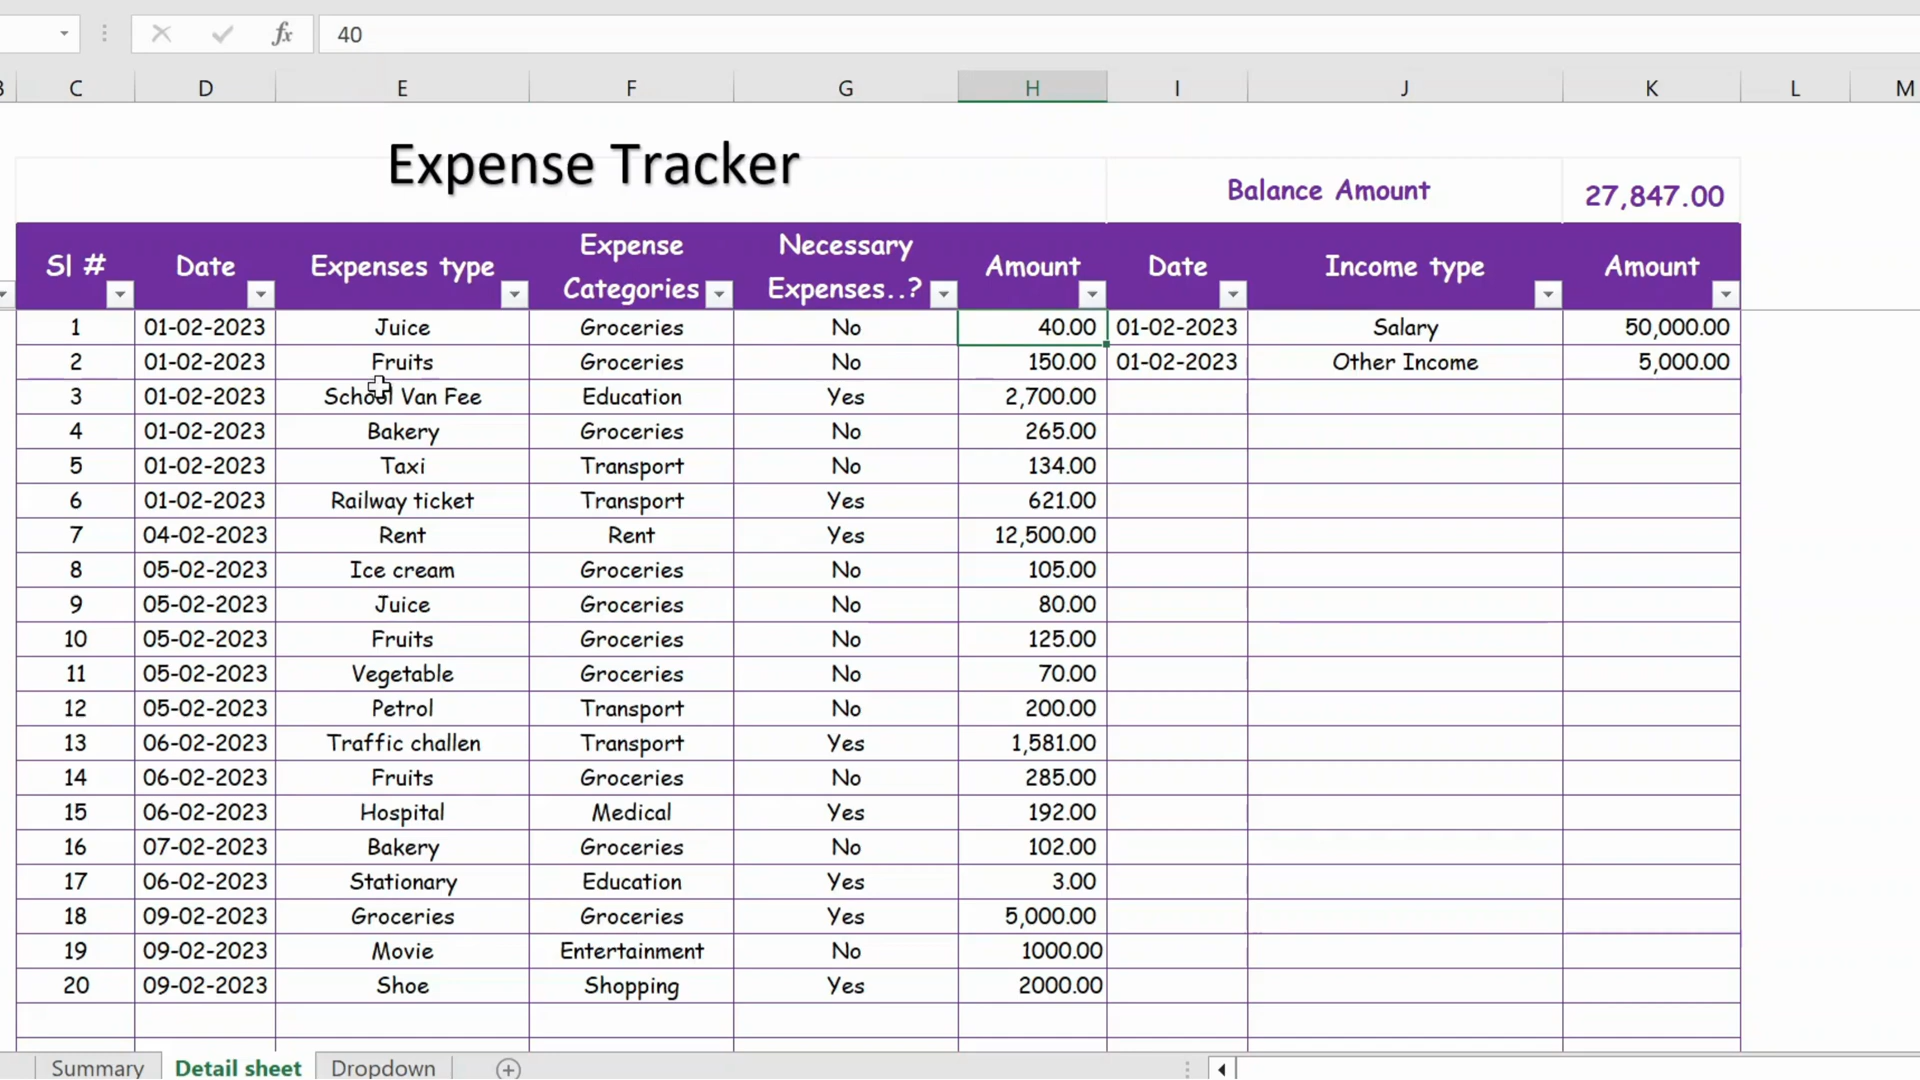 fx 40
B C D E F G H I J K L M
Expense Tracker
Balance Amount 27,847.00
Sl # Date Expenses type Expense Categories Necessary Expenses..? Amount Date Income type Amount
1 01-02-2023 Juice Groceries No 40.00 01-02-2023 Salary 50,000.00
2 01-02-2023 Fruits Groceries No 150.00 01-02-2023 Other Income 5,000.00
3 01-02-2023 School Van Fee Education Yes 2,700.00
4 01-02-2023 Bakery Groceries No 265.00
5 01-02-2023 Taxi Transport No 134.00
6 01-02-2023 Railway ticket Transport Yes 621.00
7 04-02-2023 Rent Rent Yes 12,500.00
8 05-02-2023 Ice cream Groceries No 105.00
9 05-02-2023 Juice Groceries No 80.00
10 05-02-2023 Fruits Groceries No 125.00
11 05-02-2023 Vegetable Groceries No 70.00
12 05-02-2023 Petrol Transport No 200.00
13 06-02-2023 Traffic challen Transport Yes 1,581.00
14 06-02-2023 Fruits Groceries No 285.00
15 06-02-2023 Hospital Medical Yes 192.00
16 07-02-2023 Bakery Groceries No 102.00
17 06-02-2023 Stationary Education Yes 3.00
18 09-02-2023 Groceries Groceries Yes 5,000.00
19 09-02-2023 Movie Entertainment No 1000.00
20 09-02-2023 Shoe Shopping Yes 2000.00
Summary Detail sheet Dropdown